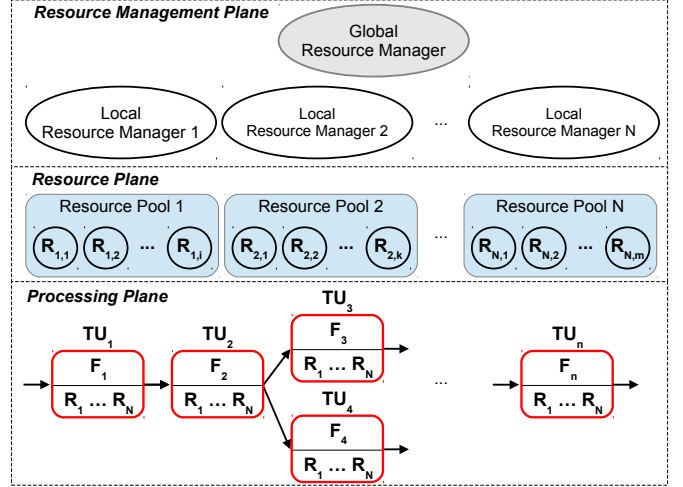 Resource Management Plane
Global
Resource Manager
Local
Resource Manager 1
Local
Resource Manager 2
...
Local
Resource Manager N
Resource Plane
Resource Pool 1
R1,1 R1,2 ... R1,i
Resource Pool 2
R2,1 R2,2 ... R2,k
...
Resource Pool N
RN,1 RN,2 ... RN,m
Processing Plane
TU1
F1
R1 ... RN
TU2
F2
R1 ... RN
TU3
F3
R1 ... RN
TU4
F4
R1 ... RN
...
TUn
Fn
R1 ... RN